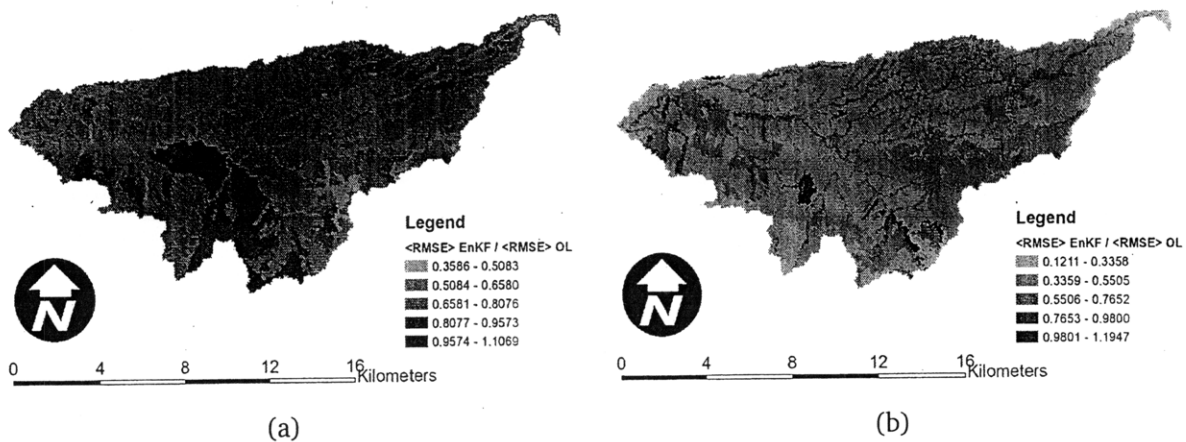 Legend
<RMSE> EnKF / <RMSE> OL
0.3586 - 0.5083
0.5084 - 0.6580
0.6581 - 0.8076
0.8077 - 0.9573
0.9574 - 1.1069
N
0 4 8 12 16
Kilometers
(a)
Legend
<RMSE> EnKF / <RMSE> OL
0.1211 - 0.3358
0.3359 - 0.5505
0.5506 - 0.7652
0.7653 - 0.9800
0.9801 - 1.1947
N
0 4 8 12 16
Kilometers
(b)